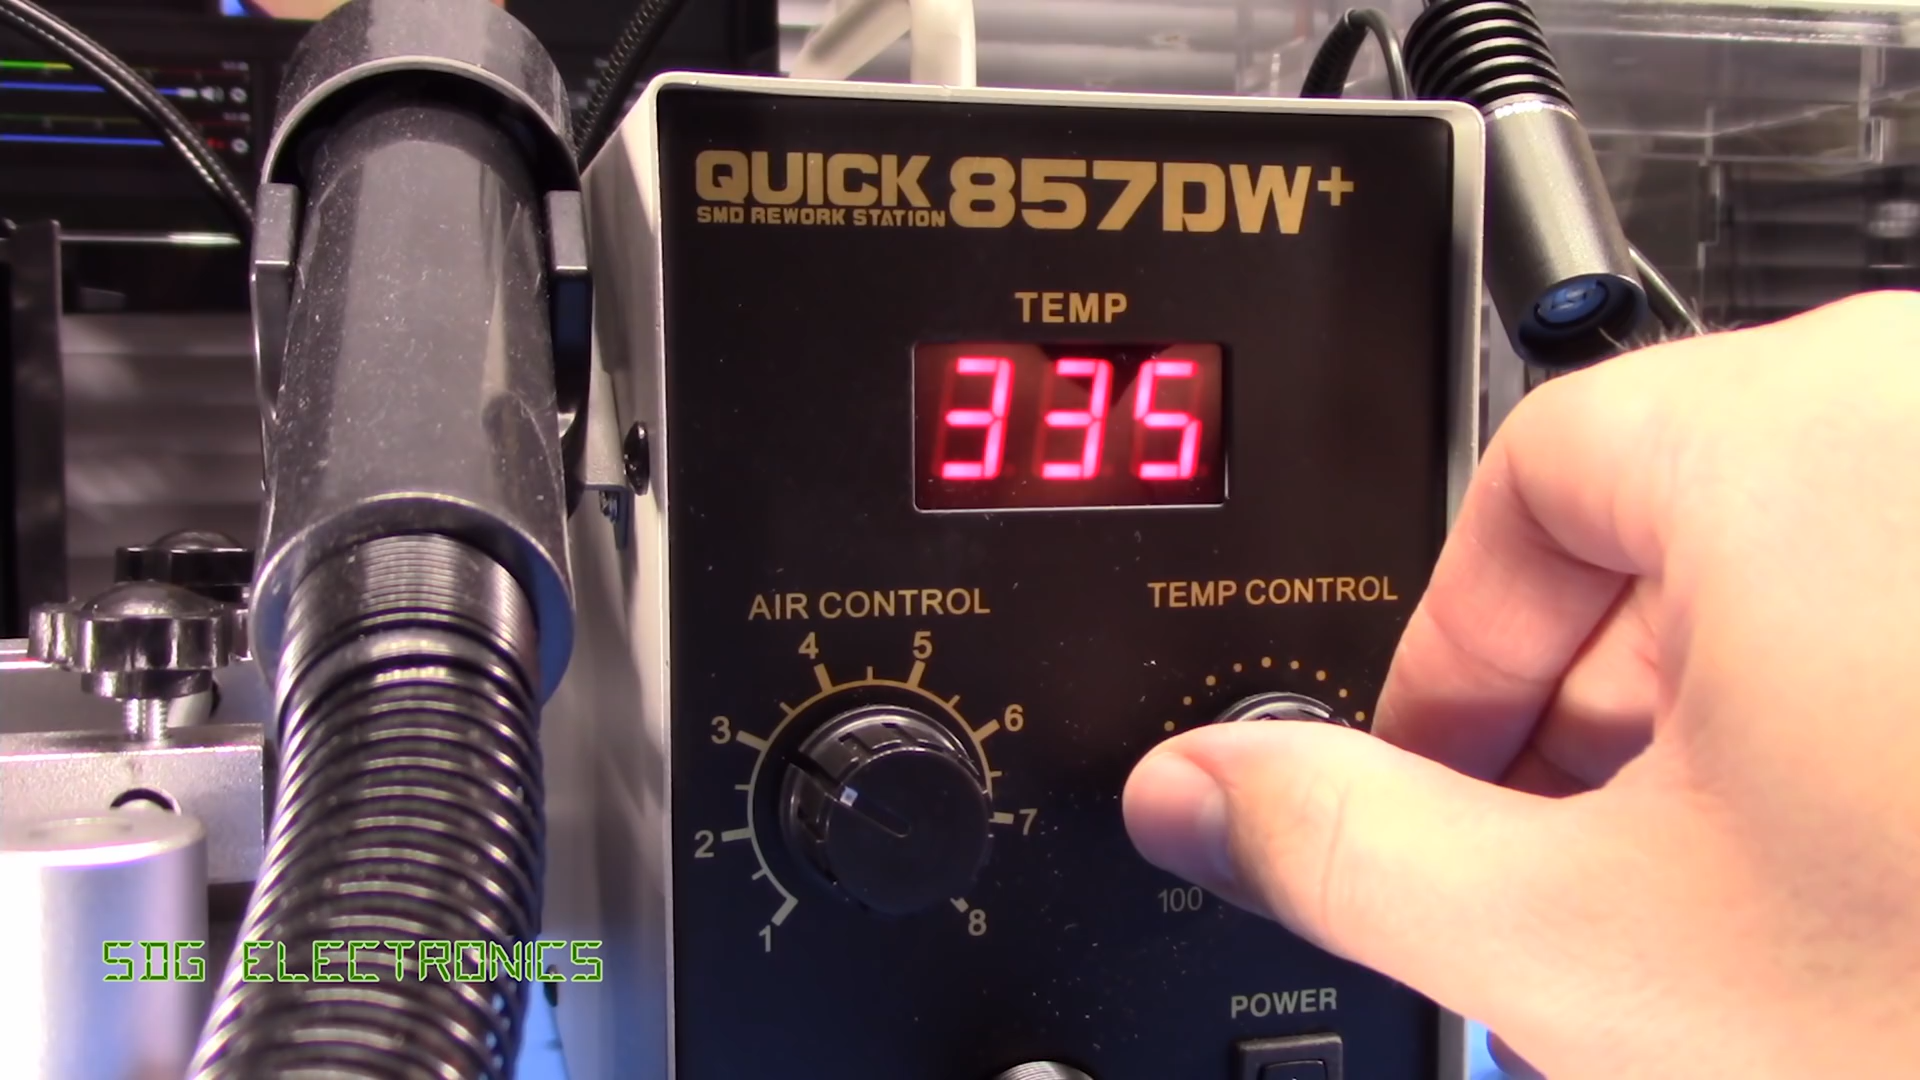 QUICK 857DW+
SMD REWORK STATION
TEMP
335
AIR CONTROL
TEMP CONTROL
4 5
3 6
2 7
1 8
100
POWER
SDG ELECTRONICS